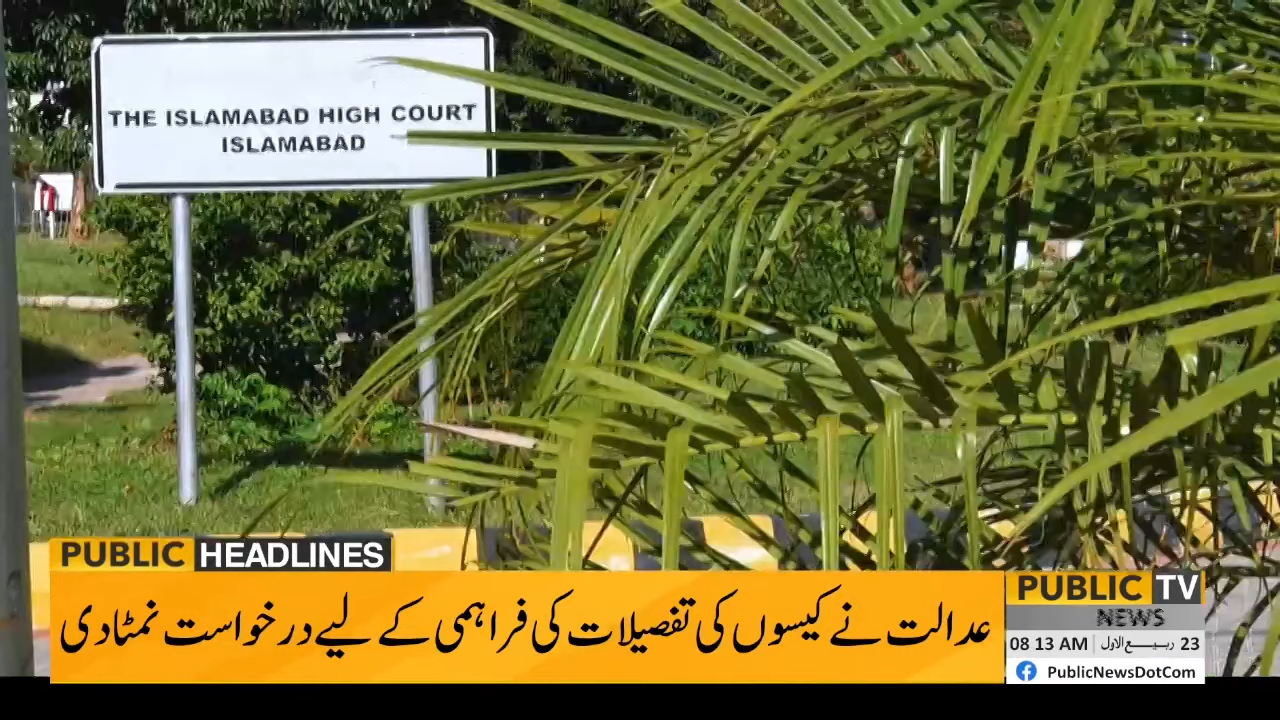 THE ISLAMABAD HIGH COURT
ISLAMABAD
PUBLIC HEADLINES
عدالت نے کیسوں کی تفصیلات کی فراہمی کے لیے درخواست نمٹا دی
PUBLIC TV
NEWS
08 13 AM
23 ربیع الاول
PublicNewsDotCom